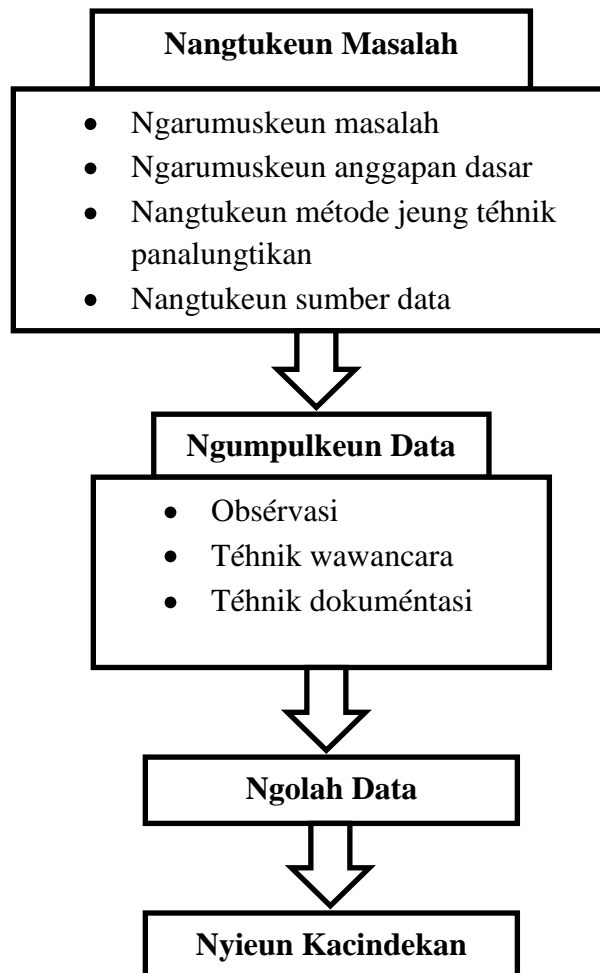 Nangtukeun Masalah
• Ngarumuskeun masalah
• Ngarumuskeun anggapan dasar
• Nangtukeun métode jeung téhnik
panalungtikan
• Nangtukeun sumber data
Ngumpulkeun Data
• Obsérvasi
• Téhnik wawancara
• Téhnik dokuméntasi
Ngolah Data
Nyieun Kacindekan